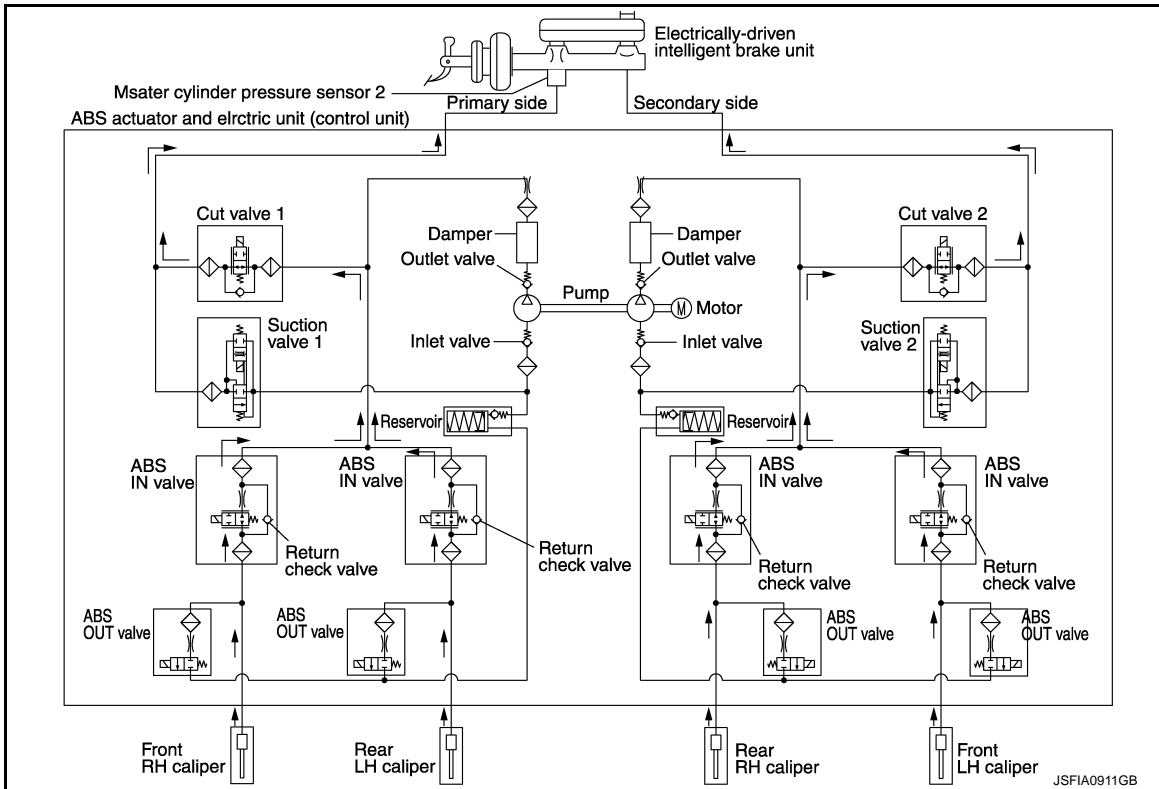 Electrically-driven
intelligent brake unit
Msater cylinder pressure sensor 2
Primary side
Secondary side
ABS actuator and elrctric unit (control unit)
Cut valve 1
Cut valve 2
Damper
Damper
Outlet valve
Outlet valve
Pump
M
Motor
Suction
valve 1
Suction
valve 2
Inlet valve
Inlet valve
Reservoir
Reservoir
ABS
IN valve
ABS
IN valve
ABS
IN valve
ABS
IN valve
Return
check valve
Return
check valve
Return
check valve
Return
check valve
ABS
OUT valve
ABS
OUT valve
ABS
OUT valve
ABS
OUT valve
Front
RH caliper
Rear
LH caliper
Rear
RH caliper
Front
LH caliper
JSFIA0911GB